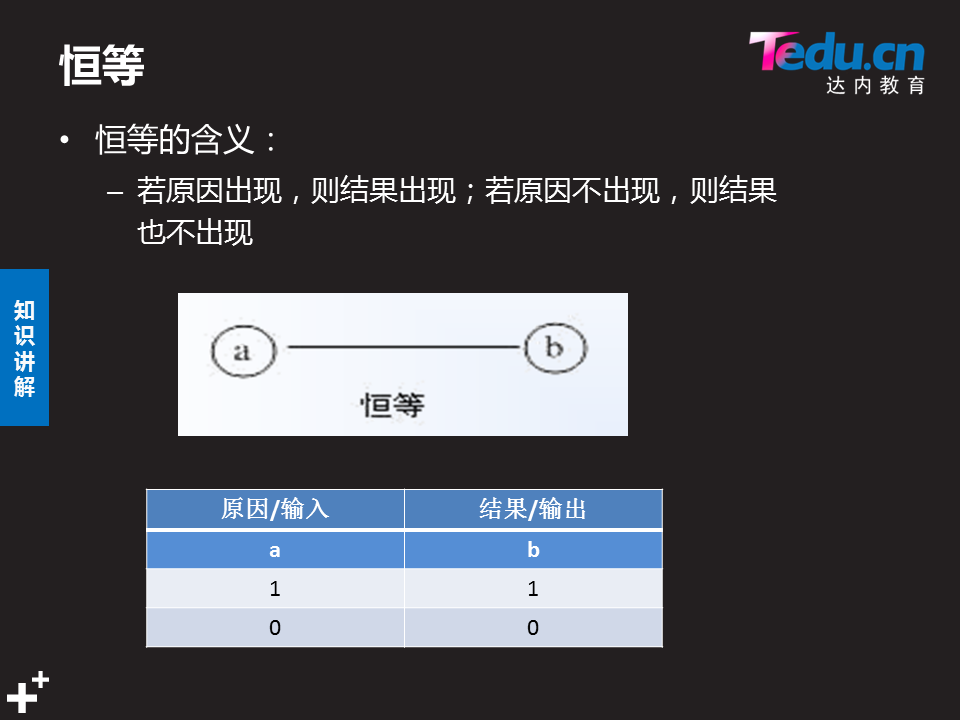 恒等
Tedu.cn
达内教育
• 恒等的含义：
– 若原因出现，则结果出现；若原因不出现，则结果
也不出现
知
识
讲
解
a b
恒等
原因/输入 结果/输出
a b
1 1
0 0